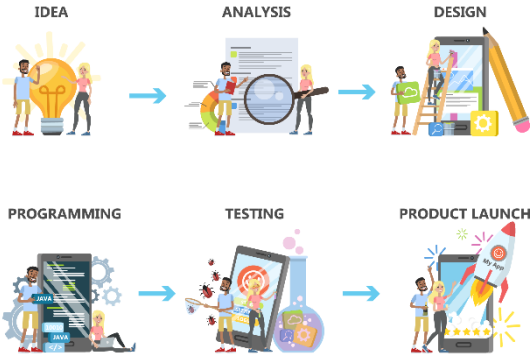 IDEA
ANALYSIS
DESIGN
PROGRAMMING
TESTING
PRODUCT LAUNCH
My App
JAVA
JAVA
</>